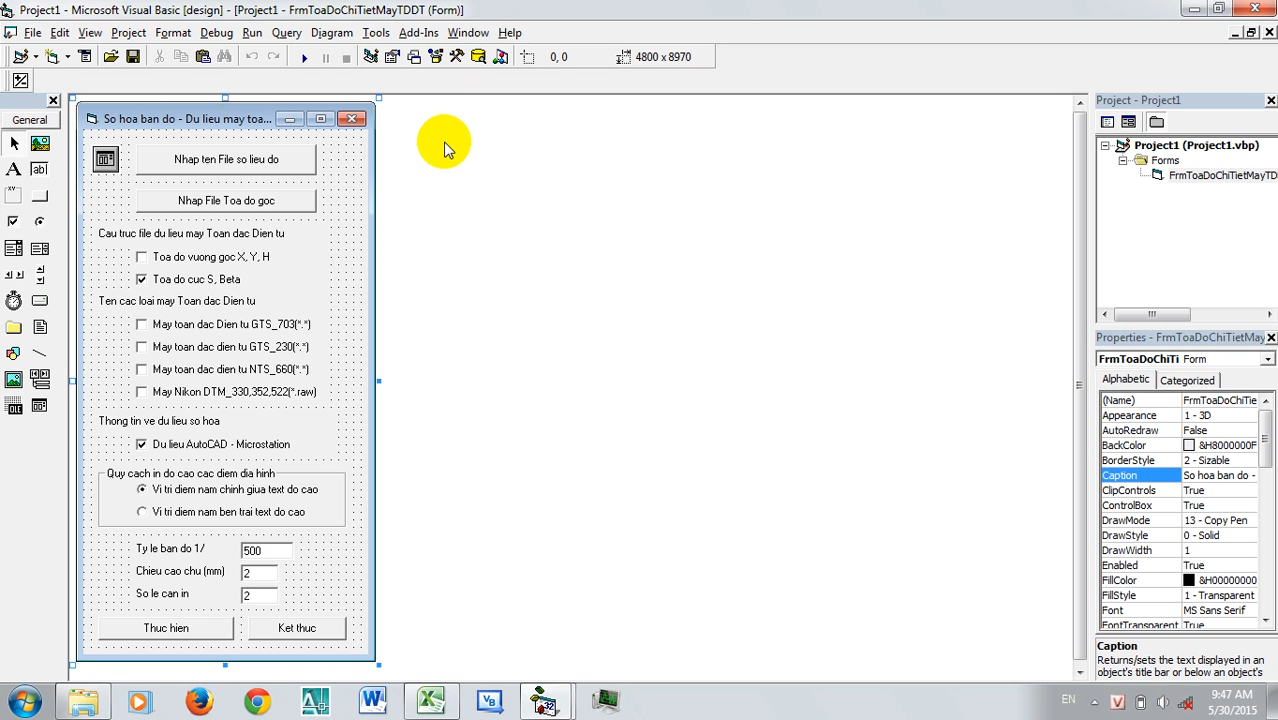 Project1 - Microsoft Visual Basic [design] - [Project1 - FrmToaDoChiTietMayTDDT (Form)]
File Edit View Project Format Debug Run Query Diagram Tools Add-Ins Window Help
0, 0 4800 x 8970
General
So hoa ban do - Du lieu may toa...
Nhap ten File so lieu do
Nhap File Toa do goc
Cau truc file du lieu may Toan dac Dien tu
Toa do vuong goc X, Y, H
Toa do cuc S, Beta
Ten cac loai may Toan dac Dien tu
May toan dac Dien tu GTS_703(*.*)
May toan dac dien tu GTS_230(*.*)
May toan dac dien tu NTS_660(*.*)
May Nikon DTM_330,352,522(*.raw)
Thong tin ve du lieu so hoa
Du lieu AutoCAD - Microstation
Quy cach in do cao cac diem dia hinh
Vi tri diem nam chinh giua text do cao
Vi tri diem nam ben trai text do cao
Ty le ban do 1/ 500
Chieu cao chu (mm) 2
So le can in 2
Thuc hien Ket thuc
Project - Project1
Project1 (Project1.vbp)
Forms
FrmToaDoChiTietMayTD
Properties - FrmToaDoChiTietMay
FrmToaDoChiTi Form
Alphabetic Categorized
(Name) FrmToaDoChiTie
Appearance 1 - 3D
AutoRedraw False
BackColor &H8000000F
BorderStyle 2 - Sizable
Caption So hoa ban do -
ClipControls True
ControlBox True
DrawMode 13 - Copy Pen
DrawStyle 0 - Solid
DrawWidth 1
Enabled True
FillColor &H00000000
FillStyle 1 - Transparent
Font MS Sans Serif
FontTransparent True
Caption
Returns/sets the text displayed in an
object's title bar or below an object's
EN
9:47 AM
5/30/2015